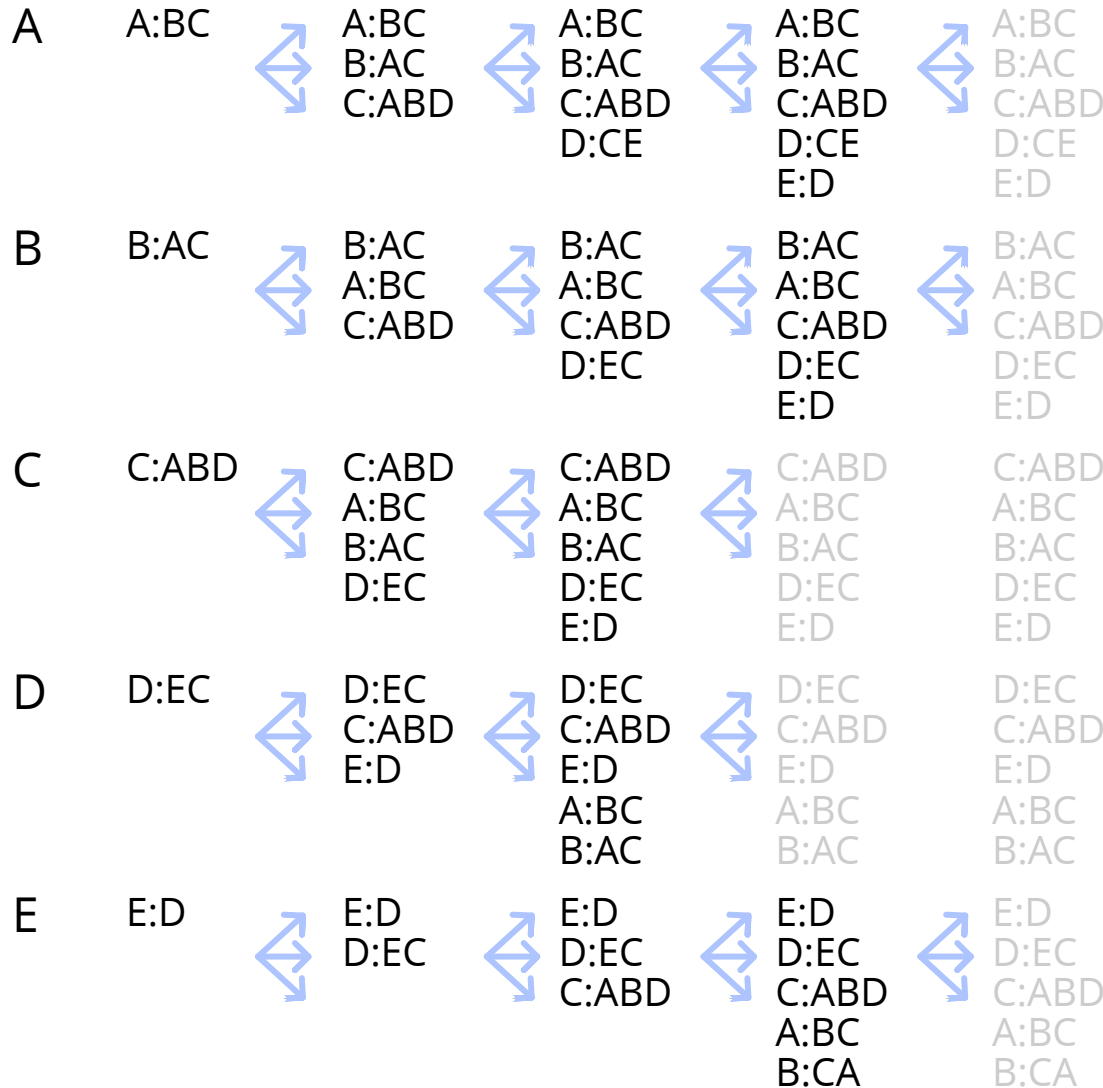 A A:BC A:BC A:BC A:BC A:BC
B:AC B:AC B:AC B:AC
C:ABD C:ABD C:ABD C:ABD
D:CE D:CE D:CE
E:D E:D
B B:AC B:AC B:AC B:AC B:AC
A:BC A:BC A:BC A:BC
C:ABD C:ABD C:ABD C:ABD
D:EC D:EC D:EC
E:D E:D
C C:ABD C:ABD C:ABD C:ABD C:ABD
A:BC A:BC A:BC A:BC
B:AC B:AC B:AC B:AC
D:EC D:EC D:EC D:EC
E:D E:D E:D
D D:EC D:EC D:EC D:EC D:EC
C:ABD C:ABD C:ABD C:ABD
E:D E:D E:D E:D
A:BC A:BC A:BC
B:AC B:AC B:AC
E E:D E:D E:D E:D E:D
D:EC D:EC D:EC D:EC
C:ABD C:ABD C:ABD
A:BC A:BC
B:CA B:CA